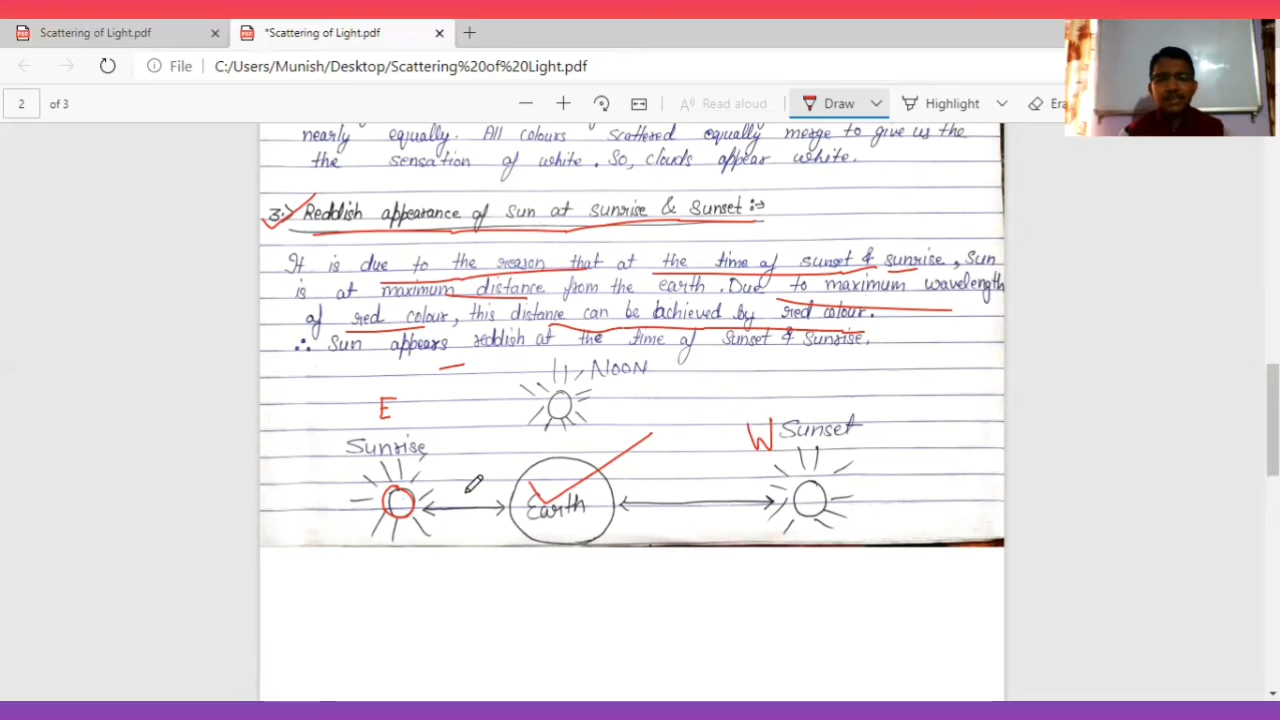 Scattering of Light.pdf
*Scattering of Light.pdf
File C:/Users/Munish/Desktop/Scattering%20of%20Light.pdf
2 of 3 Read aloud Draw Highlight Era
nearly equally. All colours scattered equally merge to give us the
the sensation of white. So, clouds appear white.
3:> Reddish appearance of Sun at sunrise & Sunset :-
It is due to the reason that at the time of sunset & sunrise, Sun
is at maximum distance from the earth. Due to maximum wavelength
of red colour, this distance can be achieved by red colour.
∴ Sun appears reddish at the time of Sunset & Sunrise.
NOON
E
W Sunset
Sunrise
Earth